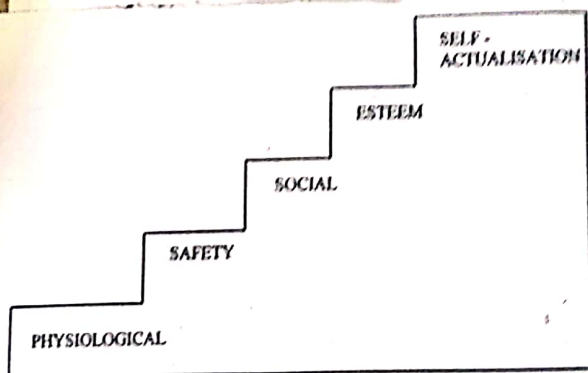 SELF -
ACTUALISATION
ESTEEM
SOCIAL
SAFETY
PHYSIOLOGICAL